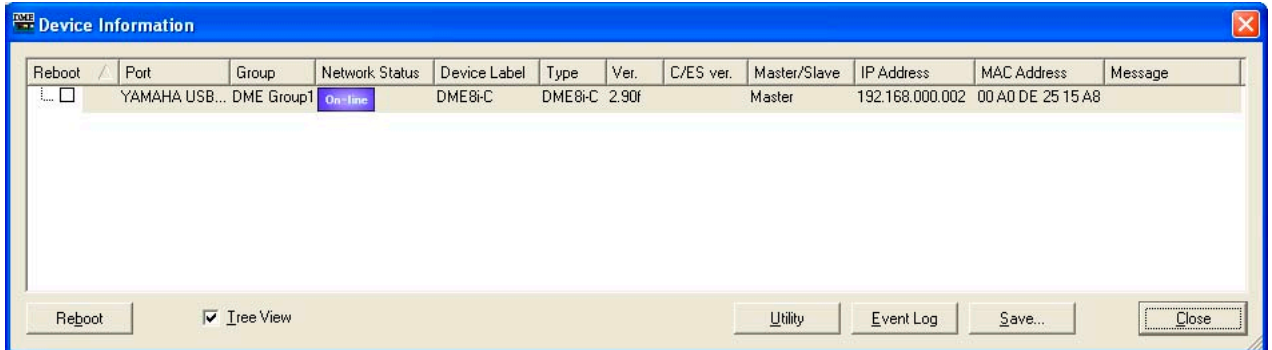 DME Device Information
Reboot Port Group Network Status Device Label Type Ver. C/ES ver. Master/Slave IP Address MAC Address Message
YAMAHA USB... DME Group1 On-line DME8i-C DME8i-C 2.90f Master 192.168.000.002 00 A0 DE 25 15 A8
Reboot Tree View Utility Event Log Save... Close